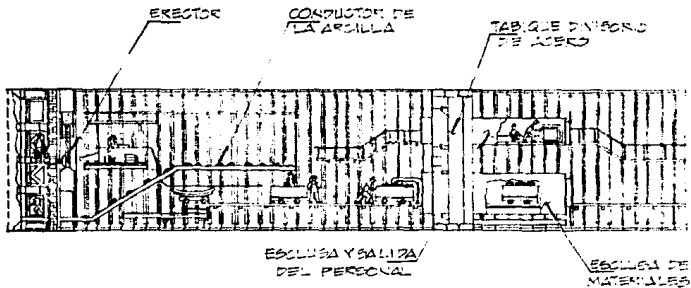 ERECTOR
CONDUCTOR DE
LA ARCILLA
TABIQUE DIVISORIO
DE ACERO
ESCLUSA Y SALIDA
DEL PERSONAL
ESCLUSA DE
MATERIALES